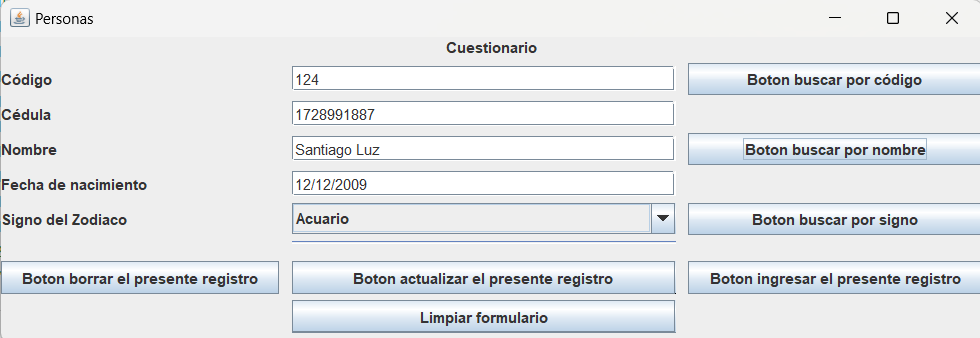 Personas
Cuestionario
Código 124 Boton buscar por código
Cédula 1728991887
Nombre Santiago Luz Boton buscar por nombre
Fecha de nacimiento 12/12/2009
Signo del Zodiaco Acuario Boton buscar por signo
Boton borrar el presente registro Boton actualizar el presente registro Boton ingresar el presente registro
Limpiar formulario